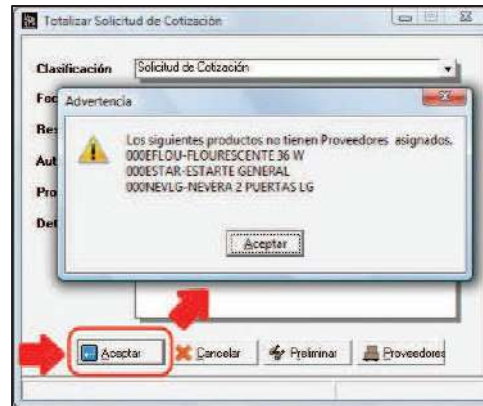 Totalizar Solicitud de Cotización
Clasificación Solicitud de Cotización
Advertencia
Los siguientes productos no tienen Proveedores asignados.
000EFLOU-FLOURESCENTE 36 W
000ESTAR-ESTARTE GENERAL
000NEVLG-NEVERA 2 PUERTAS LG
Aceptar
Aceptar Cancelar Preliminar Proveedores